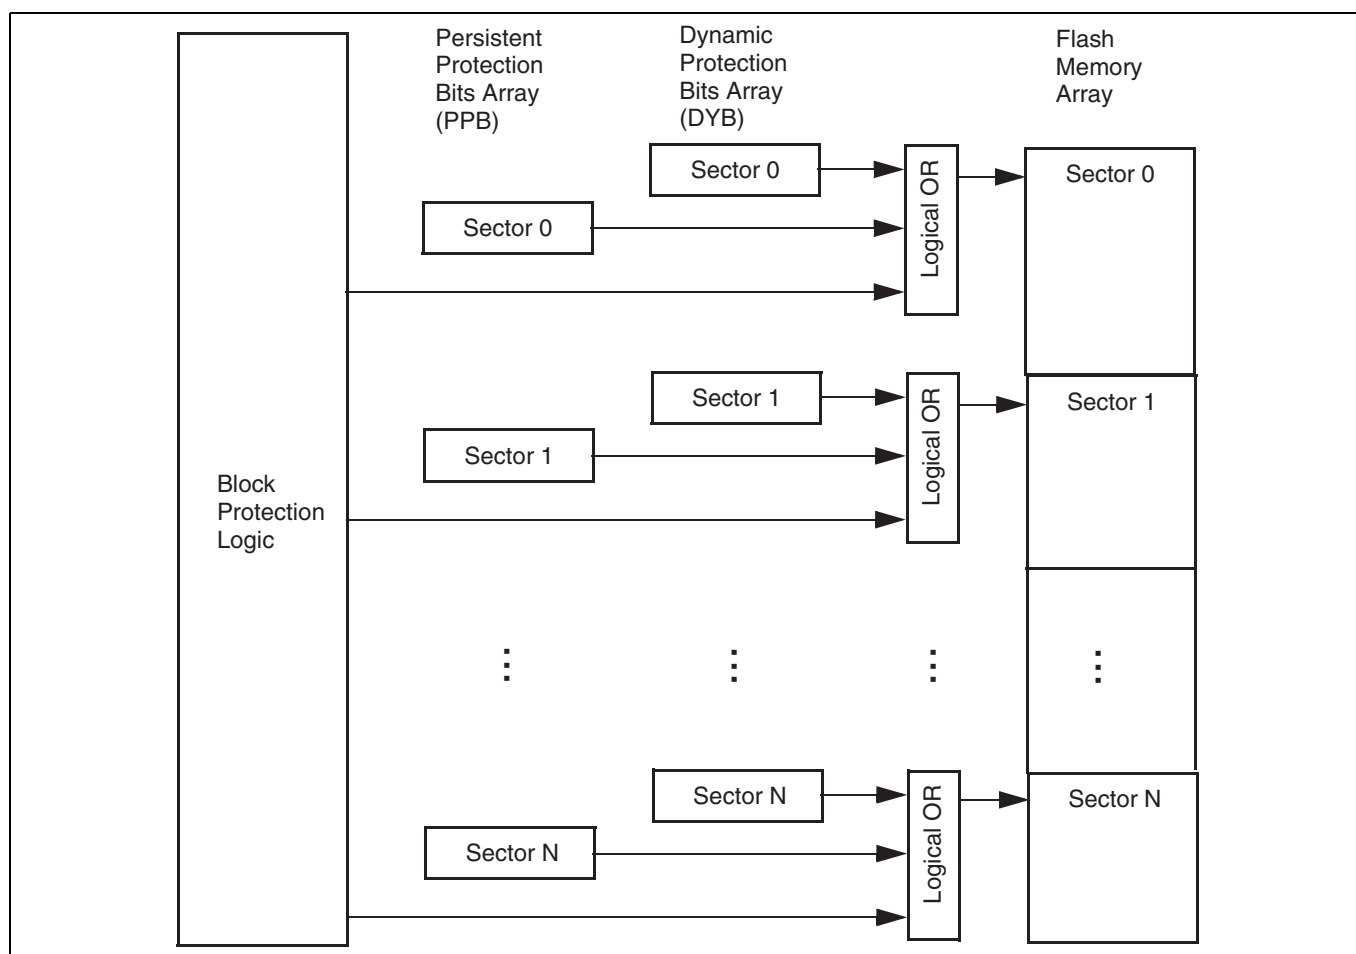 Persistent
Protection
Bits Array
(PPB)
Dynamic
Protection
Bits Array
(DYB)
Flash
Memory
Array
Sector 0
Sector 0
Logical OR
Sector 0
Sector 1
Sector 1
Logical OR
Sector 1
Block
Protection
Logic
Sector N
Sector N
Logical OR
Sector N